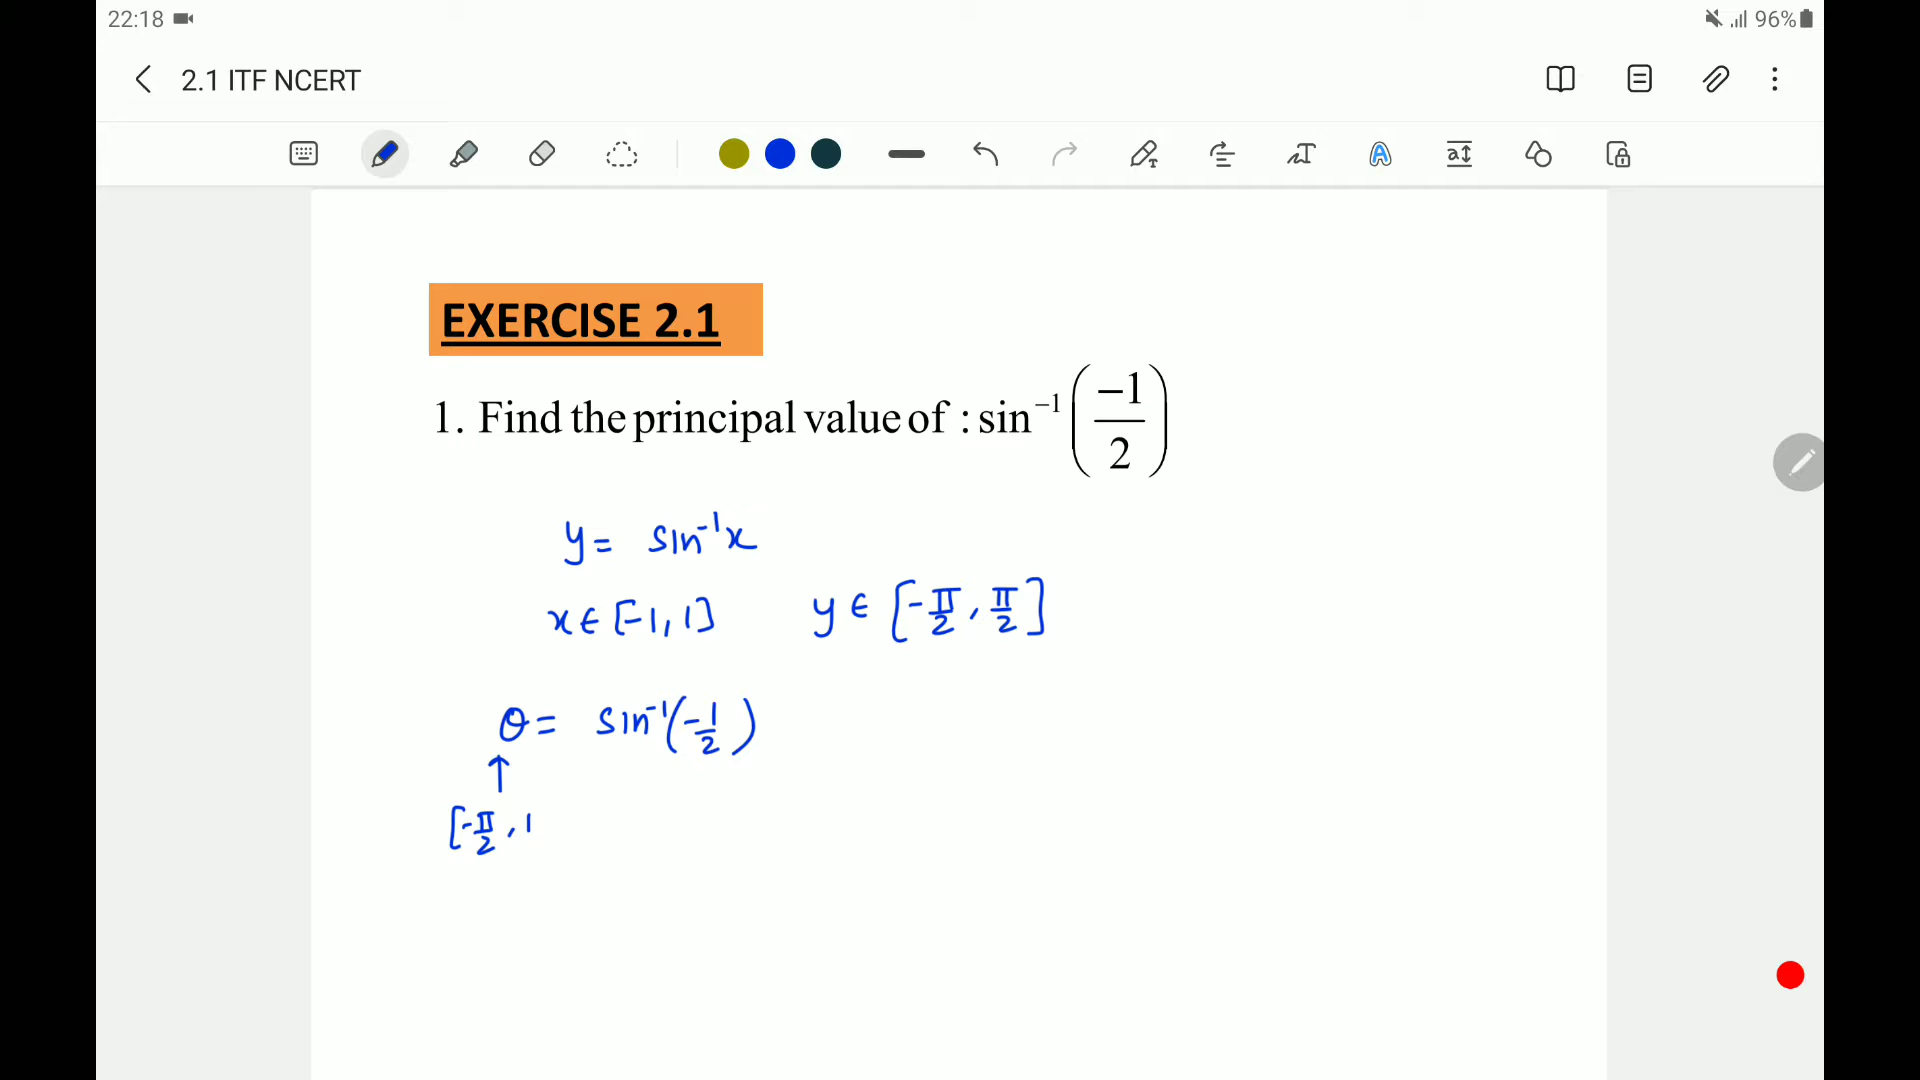 22:18 96%
2.1 ITF NCERT
EXERCISE 2.1
1. Find the principal value of : sin⁻¹(−1/2)
y = sin⁻¹x
x ∈ [-1, 1] y ∈ [-π/2, π/2]
θ = sin⁻¹(-1/2)
↑
[-π/2, 1